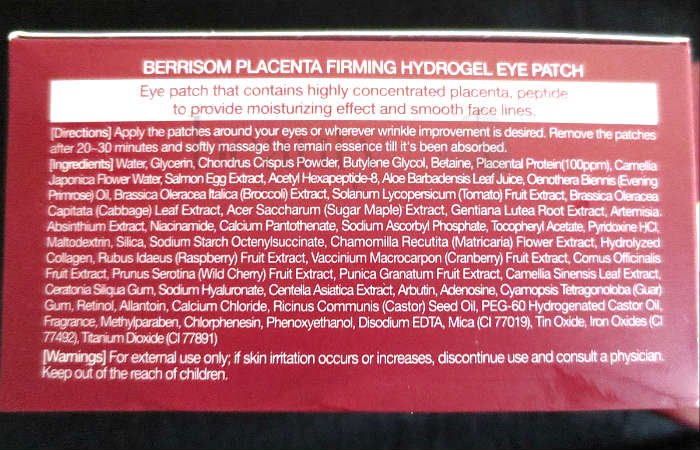 BERRISOM PLACENTA FIRMING HYDROGEL EYE PATCH
Eye patch that contains highly concentrated placenta, peptide
to provide moisturizing effect and smooth face lines.
[Directions] Apply the patches around your eyes or wherever wrinkle improvement is desired. Remove the patches
after 20~30 minutes and softly massage the remain essence till it's been absorbed.
[Ingredients] Water, Glycerin, Chondrus Crispus Powder, Butylene Glycol, Betaine, Placental Protein(100ppm), Camellia
Japonica Flower Water, Salmon Egg Extract, Acetyl Hexapeptide-8, Aloe Barbadensis Leaf Juice, Oenothera Biennis (Evening
Primrose) Oil, Brassica Oleracea Italica (Broccoli) Extract, Solanum Lycopersicum (Tomato) Fruit Extract, Brassica Oleracea
Capitata (Cabbage) Leaf Extract, Acer Saccharum (Sugar Maple) Extract, Gentiana Lutea Root Extract, Artemisia
Absinthium Extract, Niacinamide, Calcium Pantothenate, Sodium Ascorbyl Phosphate, Tocopheryl Acetate, Pyridoxine HCl,
Maltodextrin, Silica, Sodium Starch Octenylsuccinate, Chamomilla Recutita (Matricaria) Flower Extract, Hydrolyzed
Collagen, Rubus Idaeus (Raspberry) Fruit Extract, Vaccinium Macrocarpon (Cranberry) Fruit Extract, Cornus Officinalis
Fruit Extract, Prunus Serotina (Wild Cherry) Fruit Extract, Punica Granatum Fruit Extract, Camellia Sinensis Leaf Extract,
Ceratonia Siliqua Gum, Sodium Hyaluronate, Centella Asiatica Extract, Arbutin, Adenosine, Cyamopsis Tetragonoloba (Guar)
Gum, Retinol, Allantoin, Calcium Chloride, Ricinus Communis (Castor) Seed Oil, PEG-60 Hydrogenated Castor Oil,
Fragrance, Methylparaben, Chlorphenesin, Phenoxyethanol, Disodium EDTA, Mica (CI 77019), Tin Oxide, Iron Oxides (CI
77492), Titanium Dioxide (CI 77891)
[Warnings] For external use only; if skin irritation occurs or increases, discontinue use and consult a physician.
Keep out of the reach of children.